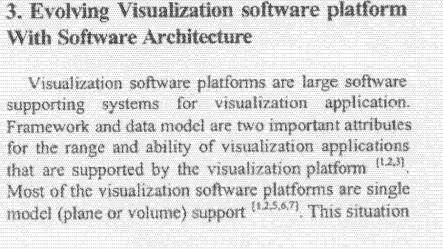 3. Evolving Visualization software platform
With Software Architecture
Visualization software platforms are large software
supporting systems for visualization application.
Framework and data model are two important attributes
for the range and ability of visualization applications
that are supported by the visualization platform [1,2,3].
Most of the visualization software platforms are single
model (plane or volume) support [1,2,5,6,7]. This situation